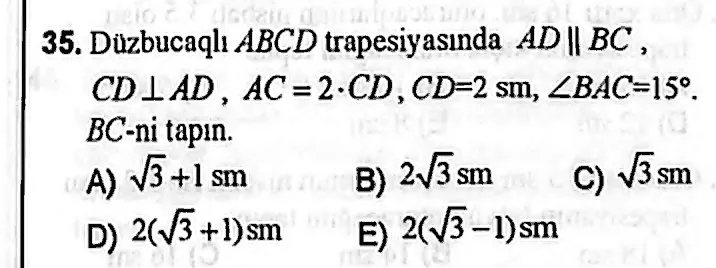 35. Düzbucaqlı ABCD trapesiyasında AD || BC ,
CD⊥AD , AC = 2·CD, CD=2 sm, ∠BAC=15°.
BC-ni tapın.
A) √3+1 sm B) 2√3 sm C) √3 sm
D) 2(√3+1)sm E) 2(√3−1)sm